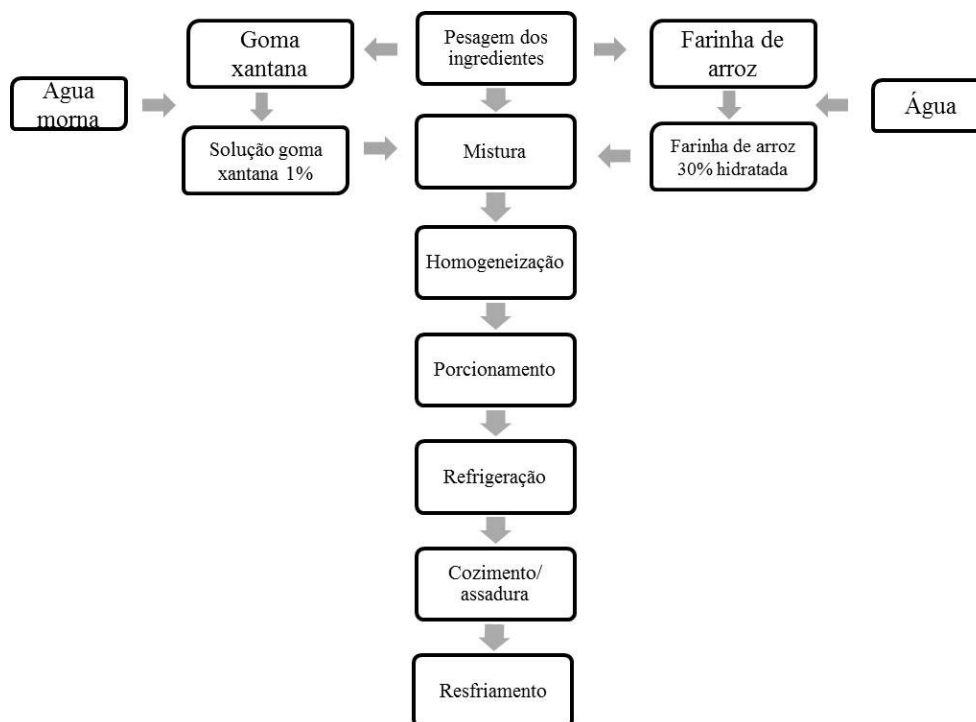 Goma
xantana
Pesagem dos
ingredientes
Farinha de
arroz
Agua
morna
Água
Solução goma
xantana 1%
Mistura
Farinha de arroz
30% hidratada
Homogeneização
Porcionamento
Refrigeração
Cozimento/
assadura
Resfriamento